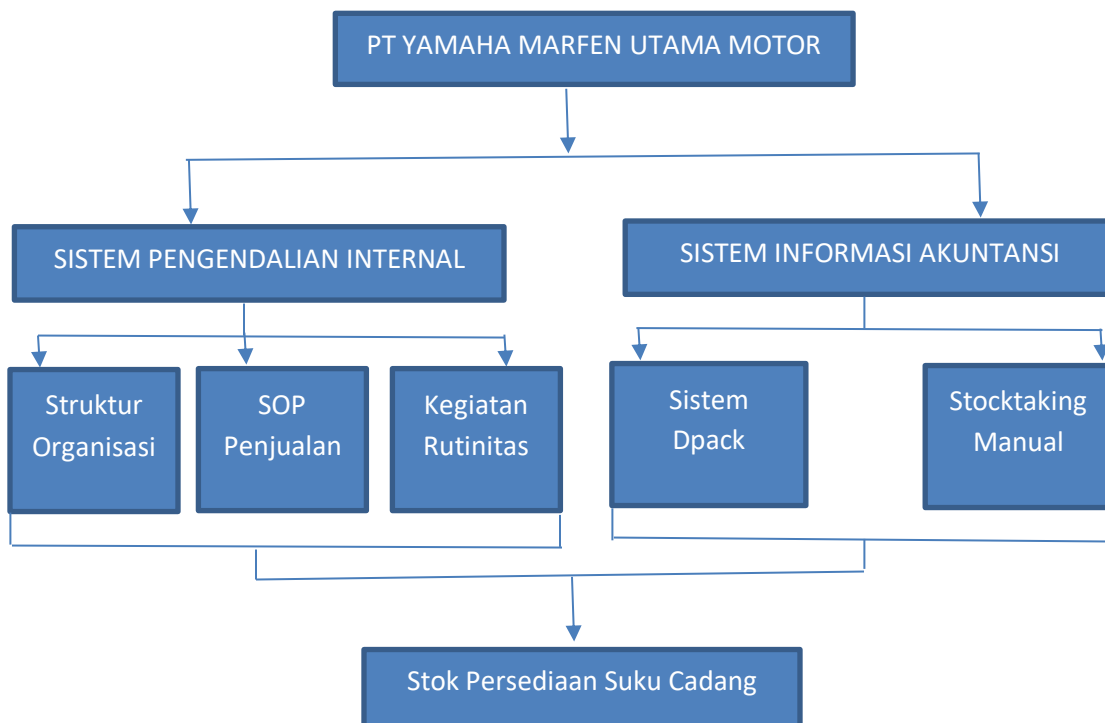 PT YAMAHA MARFEN UTAMA MOTOR
SISTEM PENGENDALIAN INTERNAL
SISTEM INFORMASI AKUNTANSI
Struktur
Organisasi
SOP
Penjualan
Kegiatan
Rutinitas
Sistem
Dpack
Stocktaking
Manual
Stok Persediaan Suku Cadang